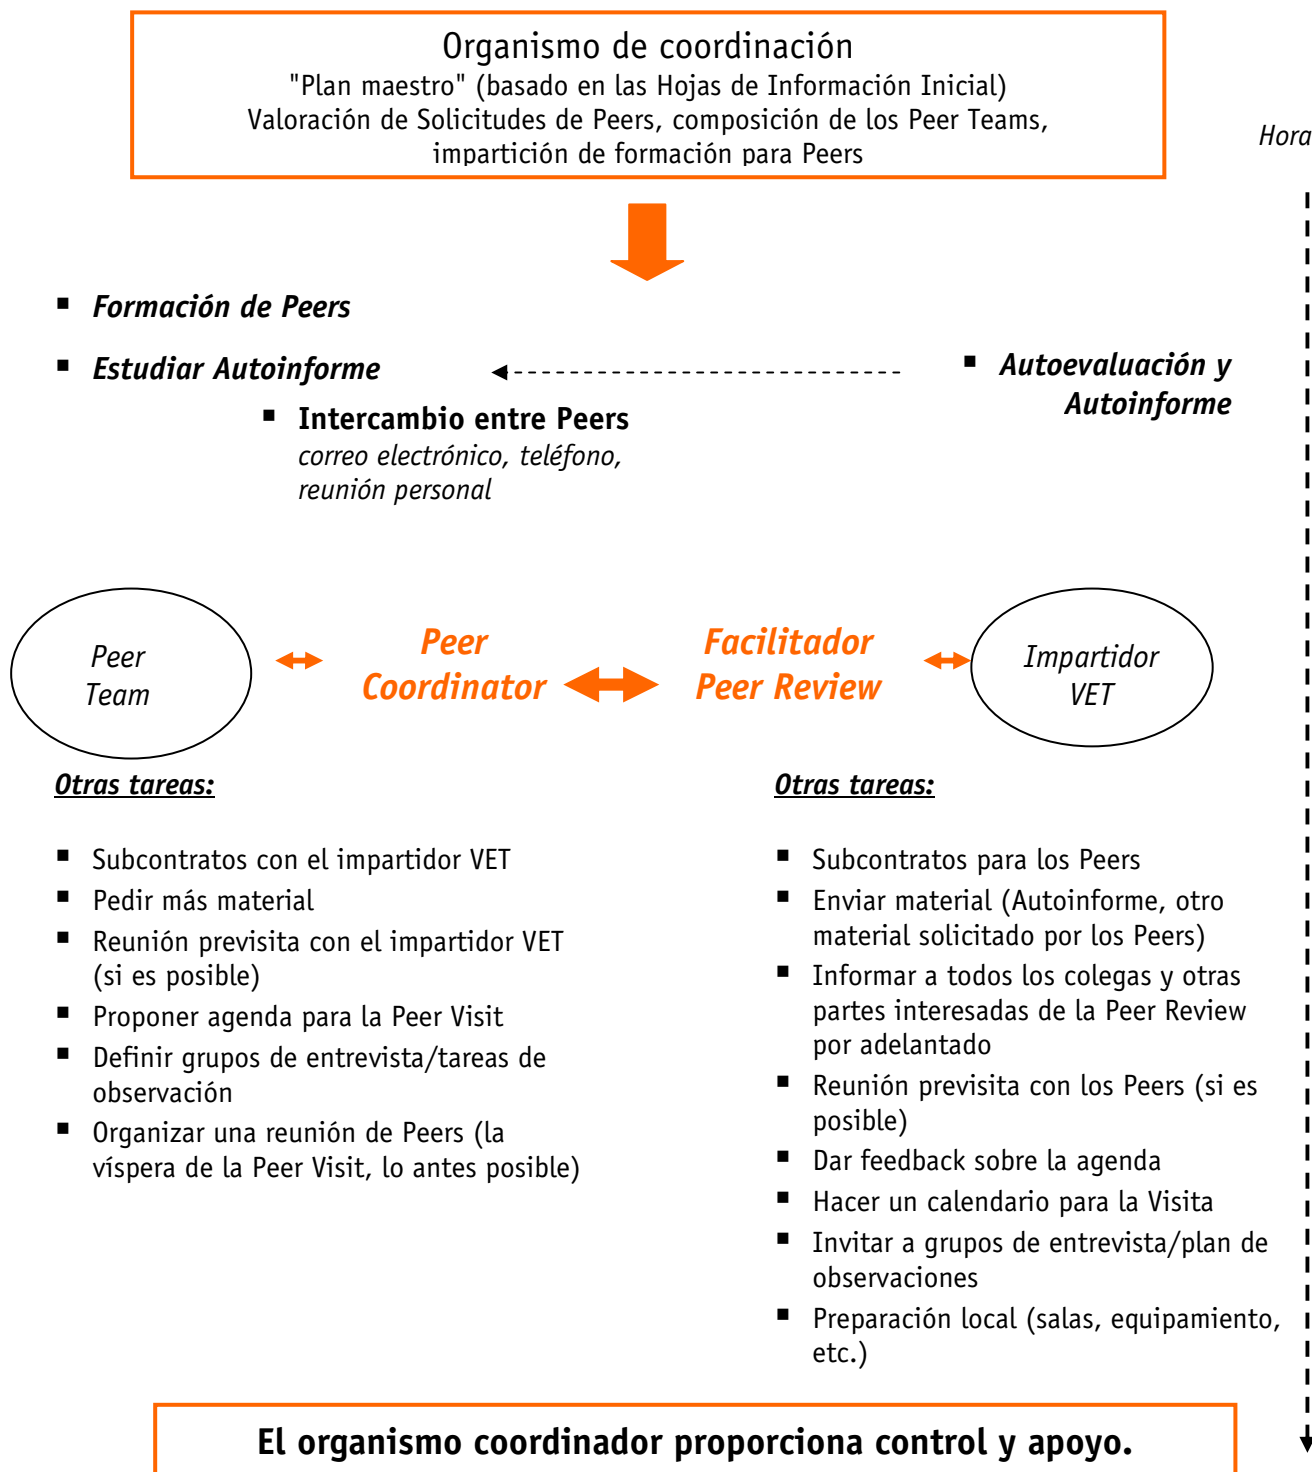 Organismo de coordinación
"Plan maestro" (basado en las Hojas de Información Inicial)
Valoración de Solicitudes de Peers, composición de los Peer Teams,
impartición de formación para Peers
Hora
▪ Formación de Peers
▪ Estudiar Autoinforme
▪ Autoevaluación y
Autoinforme
▪ Intercambio entre Peers
correo electrónico, teléfono,
reunión personal
Peer
Team
Peer
Coordinator
Facilitador
Peer Review
Impartidor
VET
Otras tareas:
▪ Subcontratos con el impartidor VET
▪ Pedir más material
▪ Reunión previsita con el impartidor VET
(si es posible)
▪ Proponer agenda para la Peer Visit
▪ Definir grupos de entrevista/tareas de
observación
▪ Organizar una reunión de Peers (la
víspera de la Peer Visit, lo antes posible)
Otras tareas:
▪ Subcontratos para los Peers
▪ Enviar material (Autoinforme, otro
material solicitado por los Peers)
▪ Informar a todos los colegas y otras
partes interesadas de la Peer Review
por adelantado
▪ Reunión previsita con los Peers (si es
posible)
▪ Dar feedback sobre la agenda
▪ Hacer un calendario para la Visita
▪ Invitar a grupos de entrevista/plan de
observaciones
▪ Preparación local (salas, equipamiento,
etc.)
El organismo coordinador proporciona control y apoyo.